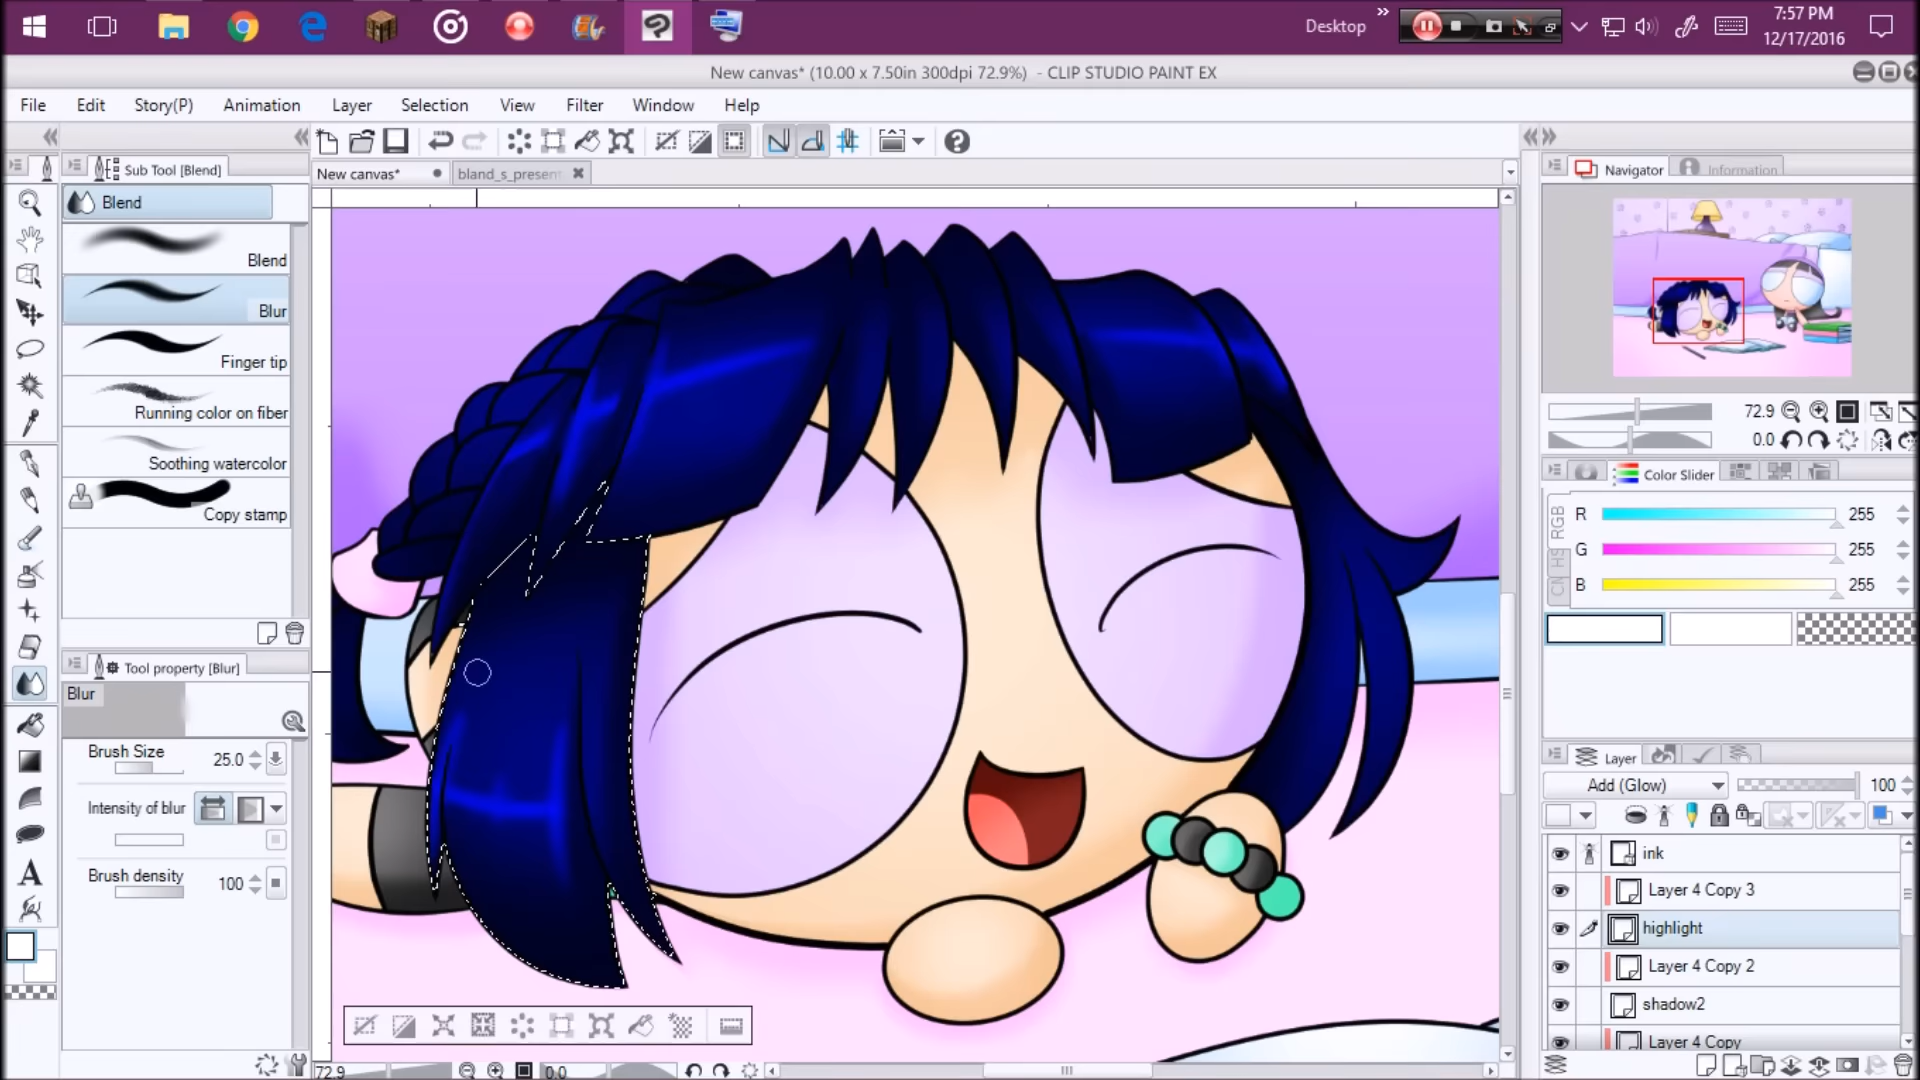 Desktop
7:57 PM
12/17/2016
New canvas* (10.00 x 7.50in 300dpi 72.9%) - CLIP STUDIO PAINT EX
File Edit Story(P) Animation Layer Selection View Filter Window Help
Sub Tool [Blend]
New canvas*
bland_s_present
Navigator
Information
Blend
Blend
Blur
Finger tip
Running color on fiber
Soothing watercolor
Copy stamp
72.9
0.0
Color Slider
RGB
R 255
G 255
B 255
Tool property [Blur]
Blur
Brush Size 25.0
Intensity of blur
Brush density 100
Layer
Add (Glow) 100
ink
Layer 4 Copy 3
highlight
Layer 4 Copy 2
shadow2
Layer 4 Copy
A
72.9
0.0